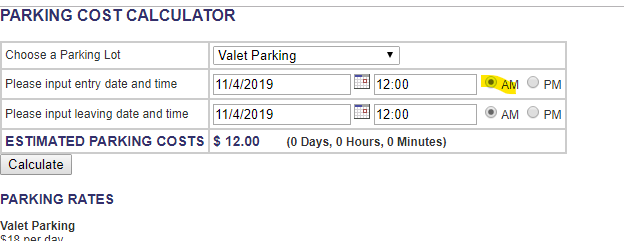 PARKING COST CALCULATOR
Choose a Parking Lot Valet Parking
Please input entry date and time 11/4/2019 12:00 AM PM
Please input leaving date and time 11/4/2019 12:00 AM PM
ESTIMATED PARKING COSTS $ 12.00 (0 Days, 0 Hours, 0 Minutes)
Calculate
PARKING RATES
Valet Parking
$18 per day